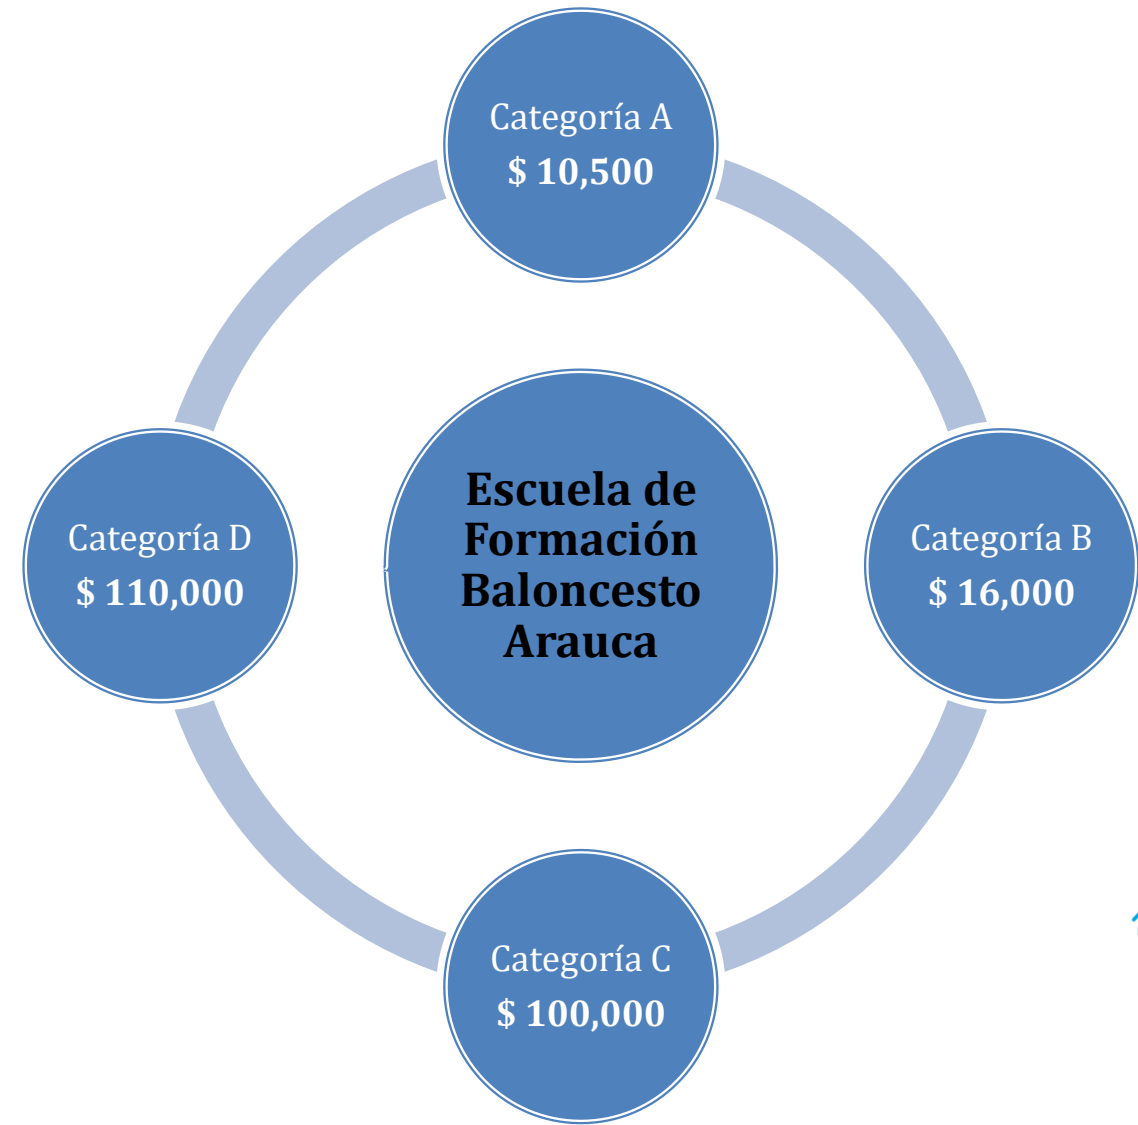 Categoría A
$ 10,500
Escuela de
Formación
Baloncesto
Arauca
Categoría D
$ 110,000
Categoría B
$ 16,000
Categoría C
$ 100,000